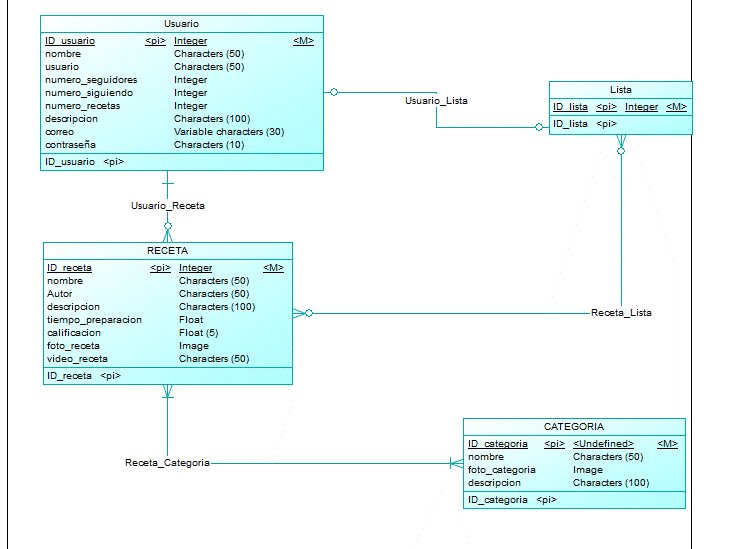 Usuario
ID_usuario <pi> Integer <M>
nombre Characters (50)
usuario Characters (50)
numero_seguidores Integer
numero_siguiendo Integer
numero_recetas Integer
descripcion Characters (100)
correo Variable characters (30)
contraseña Characters (10)
ID_usuario <pi>
Usuario_Lista
Lista
ID_lista <pi> Integer <M>
ID_lista <pi>
Usuario_Receta
RECETA
ID_receta <pi> Integer <M>
nombre Characters (50)
Autor Characters (50)
descripcion Characters (100)
tiempo_preparacion Float
calificacion Float (5)
foto_receta Image
video_receta Characters (50)
ID_receta <pi>
Receta_Lista
Receta_Categoria
CATEGORIA
ID_categoria <pi> <Undefined> <M>
nombre Characters (50)
foto_categoria Image
descripcion Characters (100)
ID_categoria <pi>